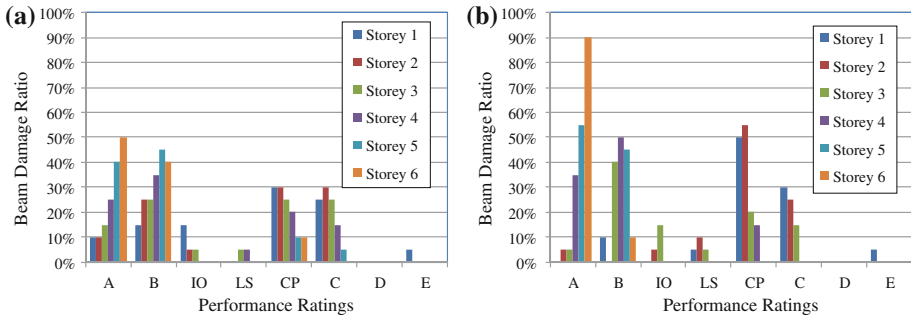 (a)
100%
90%
80%
70%
60%
50%
40%
30%
20%
10%
0%
Beam Damage Ratio
Storey 1
Storey 2
Storey 3
Storey 4
Storey 5
Storey 6
A B IO LS CP C D E
Performance Ratings
(b)
100%
90%
80%
70%
60%
50%
40%
30%
20%
10%
0%
Beam Damage Ratio
Storey 1
Storey 2
Storey 3
Storey 4
Storey 5
Storey 6
A B IO LS CP C D E
Performance Ratings